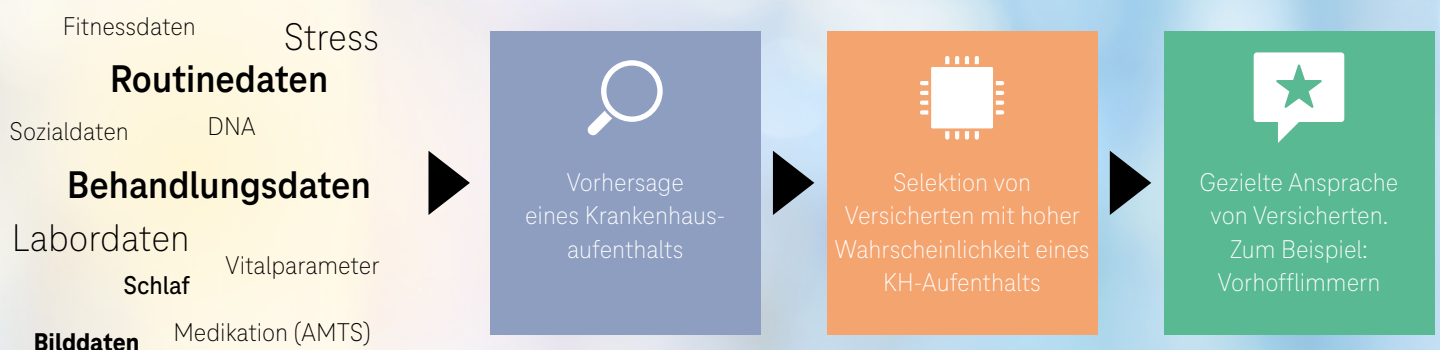 Fitnessdaten
Stress
Routinedaten
Sozialdaten
DNA
Behandlungsdaten
Labordaten
Vitalparameter
Schlaf
Medikation (AMTS)
Bilddaten
Vorhersage
eines Krankenhaus-
aufenthalts
Selektion von
Versicherten mit hoher
Wahrscheinlichkeit eines
KH-Aufenthalts
Gezielte Ansprache
von Versicherten.
Zum Beispiel:
Vorhofflimmern